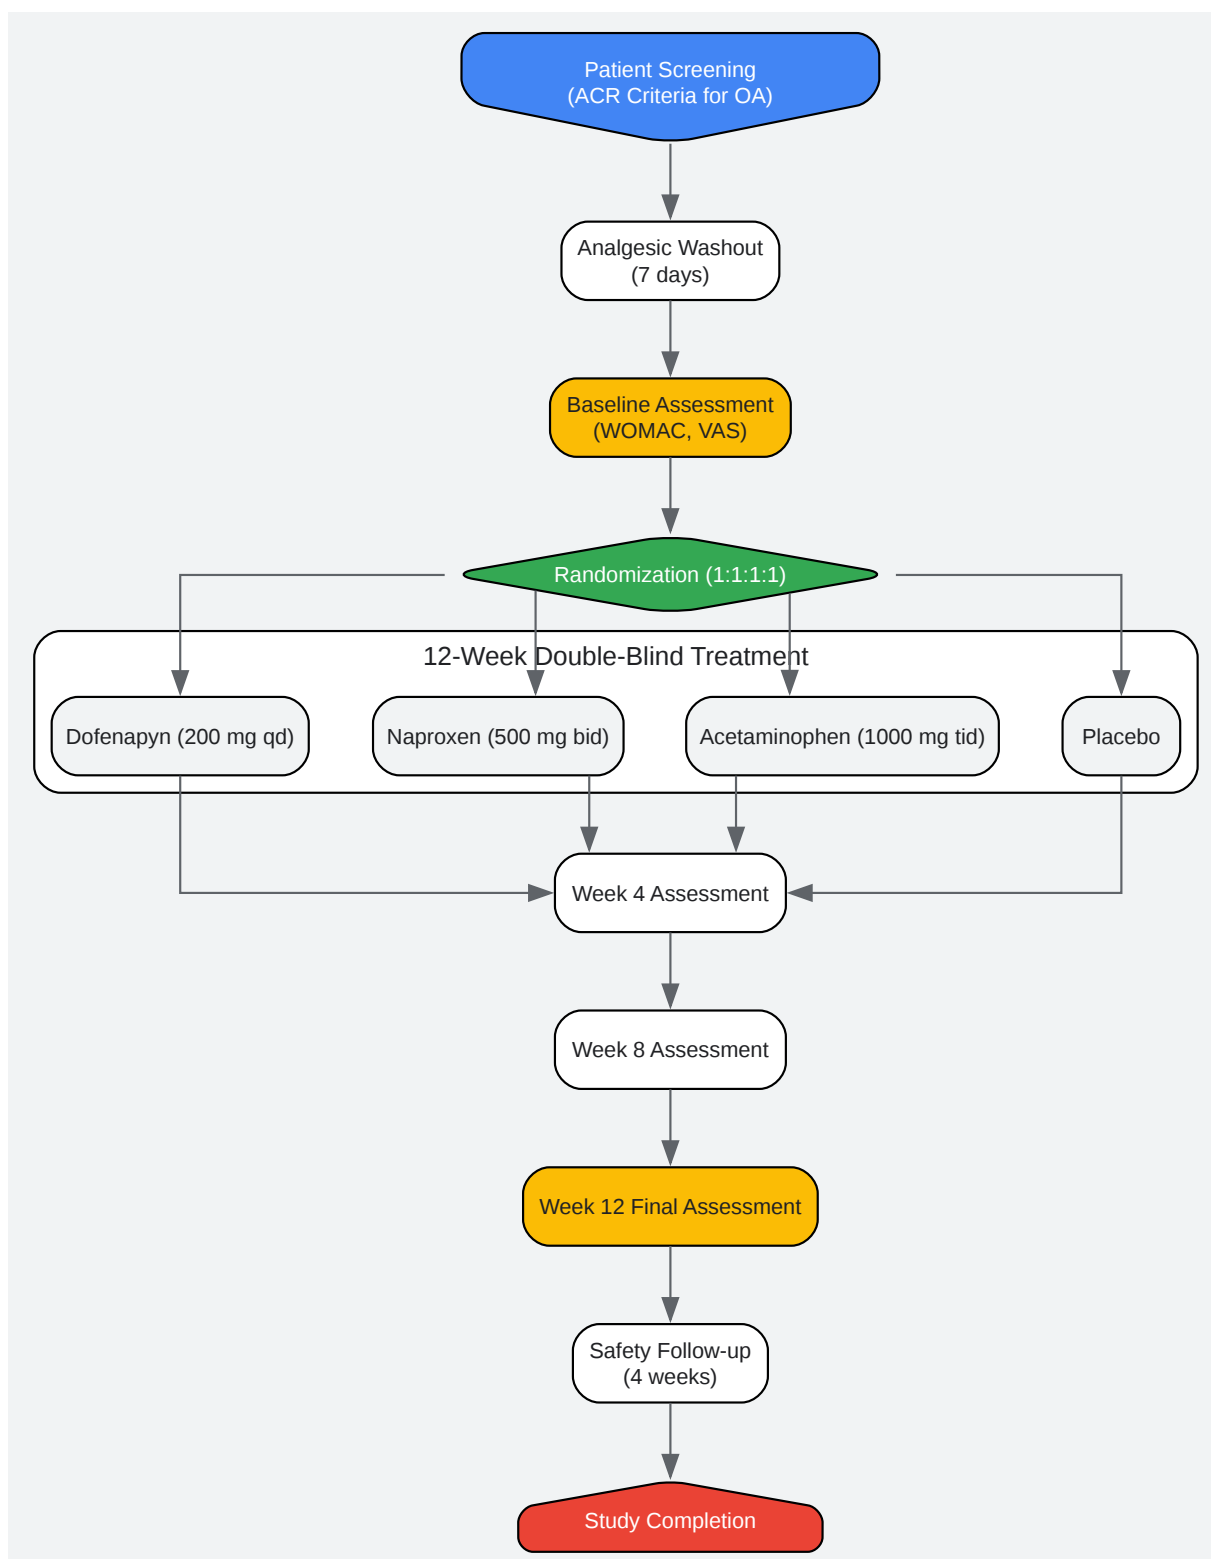 Patient Screening
(ACR Criteria for OA)
Analgesic Washout
(7 days)
Baseline Assessment
(WOMAC, VAS)
Randomization (1:1:1:1)
12-Week Double-Blind Treatment
Dofenapyn (200 mg qd)
Naproxen (500 mg bid)
Acetaminophen (1000 mg tid)
Placebo
Week 4 Assessment
Week 8 Assessment
Week 12 Final Assessment
Safety Follow-up
(4 weeks)
Study Completion